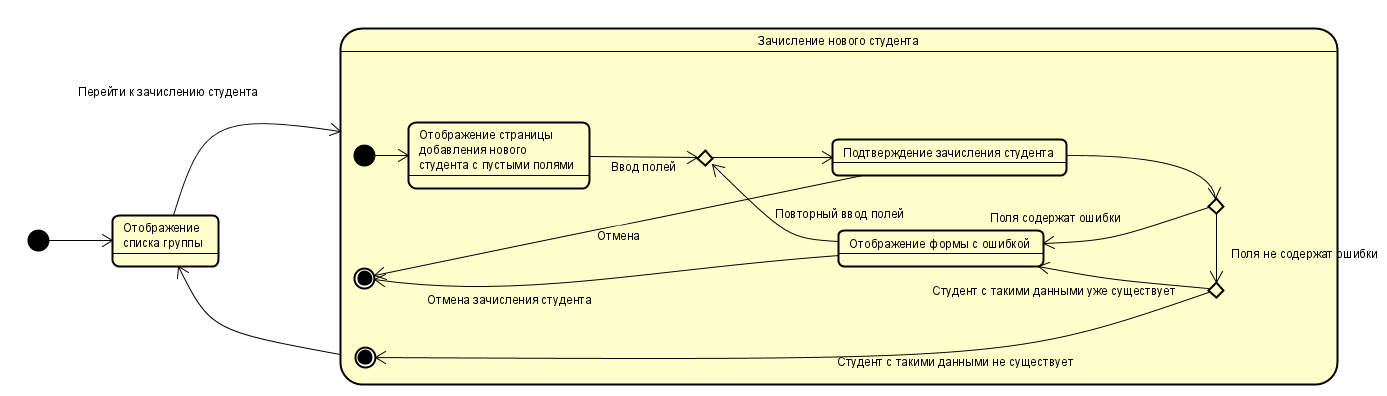 Зачисление нового студента
Перейти к зачислению студента
Отображение страницы
добавления нового
студента с пустыми полями
Ввод полей
Подтверждение зачисления студента
Повторный ввод полей
Поля содержат ошибки
Отображение
списка группы
Отмена
Отображение формы с ошибкой
Поля не содержат ошибки
Студент с такими данными уже существует
Отмена зачисления студента
Студент с такими данными не существует